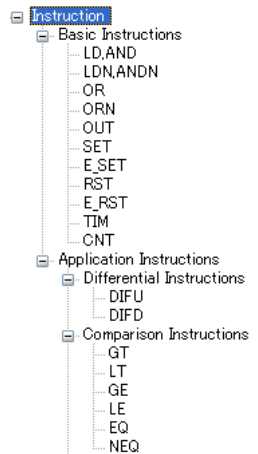 Instruction
Basic Instructions
LD,AND
LDN,ANDN
OR
ORN
OUT
SET
E_SET
RST
E_RST
TIM
CNT
Application Instructions
Differential Instructions
DIFU
DIFD
Comparison Instructions
GT
LT
GE
LE
EQ
NEQ